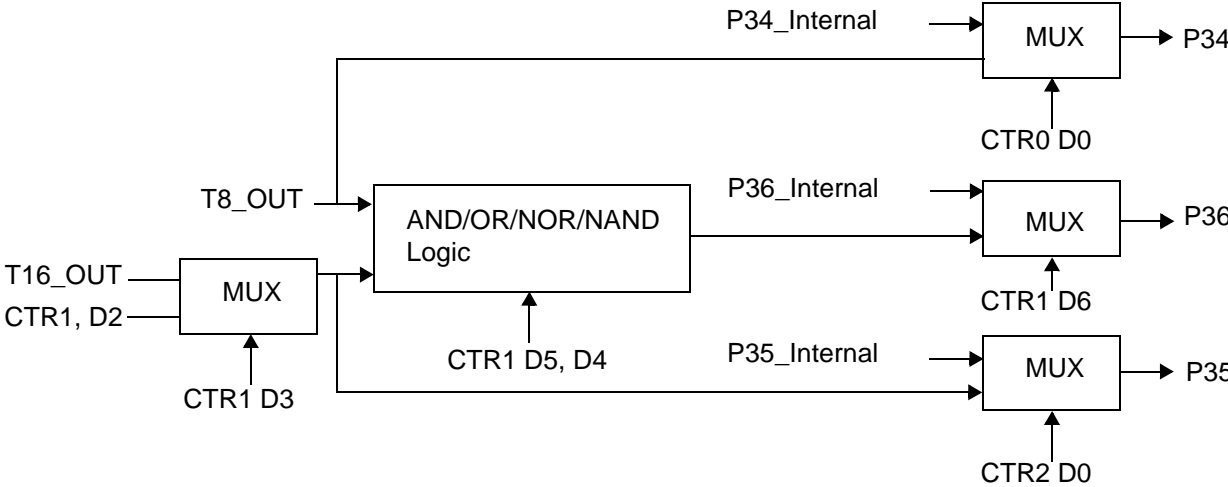 P34_Internal
MUX
P34
CTR0 D0
T8_OUT
AND/OR/NOR/NAND
Logic
P36_Internal
MUX
P36
CTR1 D6
T16_OUT
CTR1, D2
MUX
CTR1 D3
CTR1 D5, D4
P35_Internal
MUX
P35
CTR2 D0